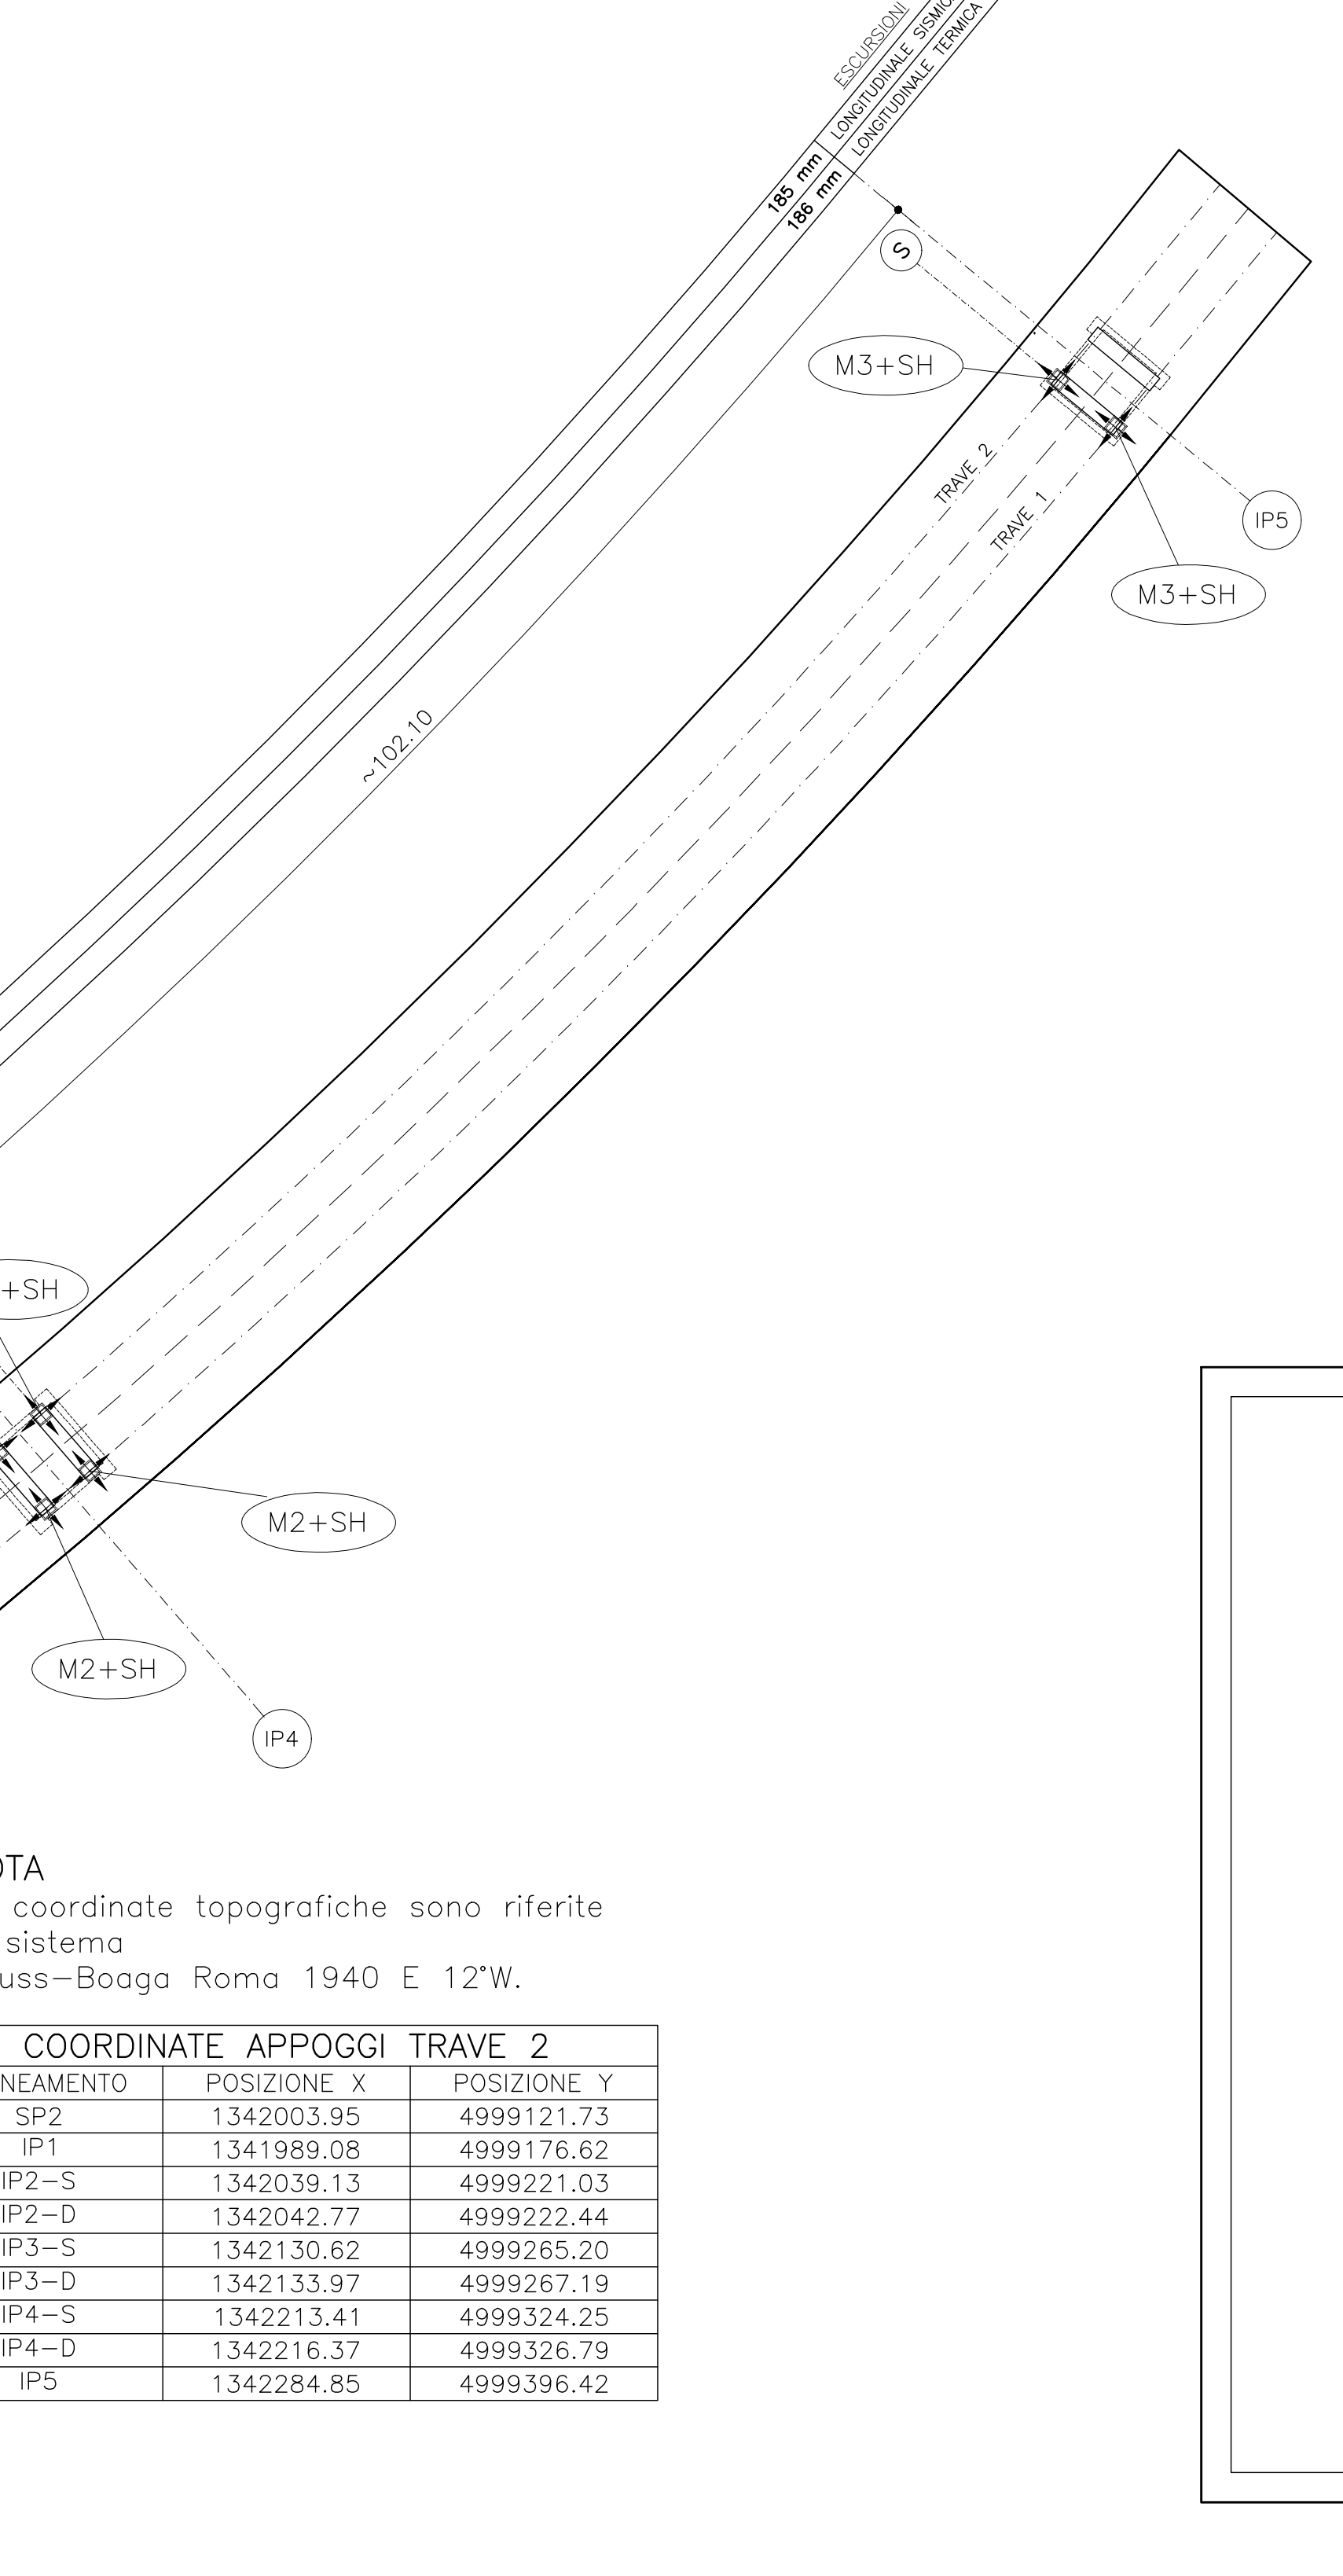 ESCURSIONI
185 mm LONGITUDINALE SISMIC
186 mm LONGITUDINALE TERMICA
S
M3+SH
TRAVE 2
TRAVE 1
IP5
M3+SH
~102.10
+SH
M2+SH
M2+SH
IP4
OTA
coordinate topografiche sono riferite
sistema
uss-Boaga Roma 1940 E 12°W.
COORDINATE APPOGGI TRAVE 2
NEAMENTO POSIZIONE X POSIZIONE Y
SP2 1342003.95 4999121.73
IP1 1341989.08 4999176.62
IP2-S 1342039.13 4999221.03
IP2-D 1342042.77 4999222.44
IP3-S 1342130.62 4999265.20
IP3-D 1342133.97 4999267.19
IP4-S 1342213.41 4999324.25
IP4-D 1342216.37 4999326.79
IP5 1342284.85 4999396.42